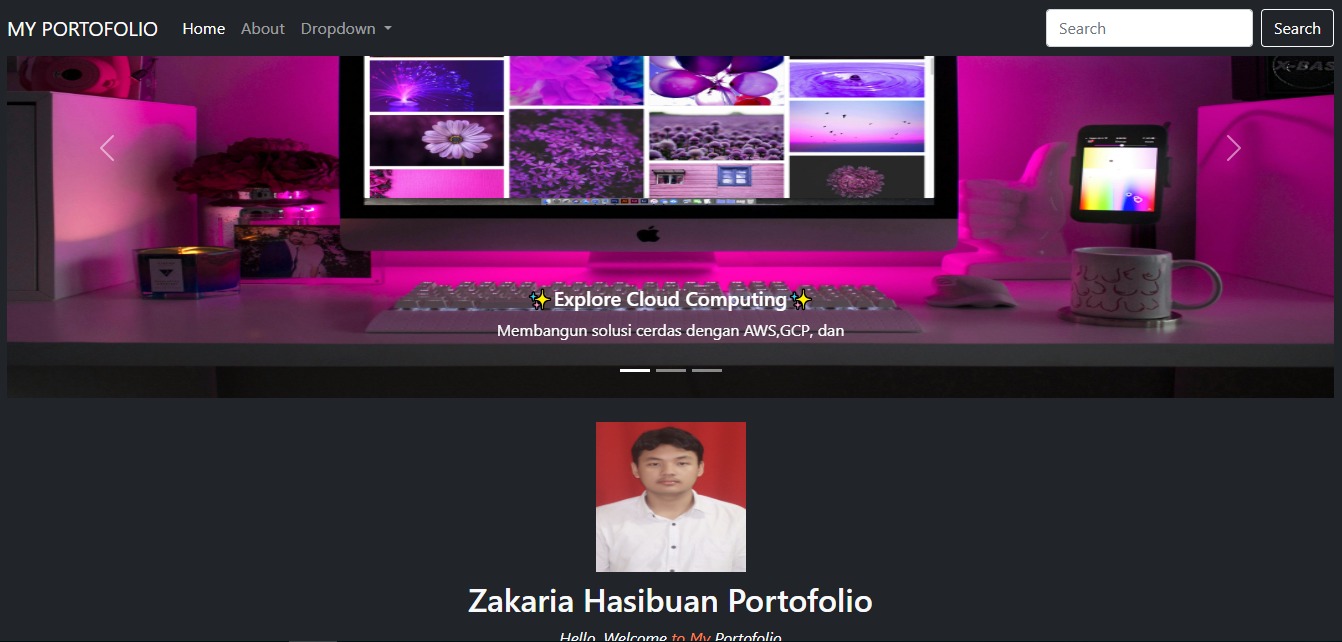 MY PORTOFOLIO Home About Dropdown Search Search
X-BAS
✨Explore Cloud Computing✨
Membangun solusi cerdas dengan AWS,GCP, dan
Zakaria Hasibuan Portofolio
Hello, Welcome to My Portofolio